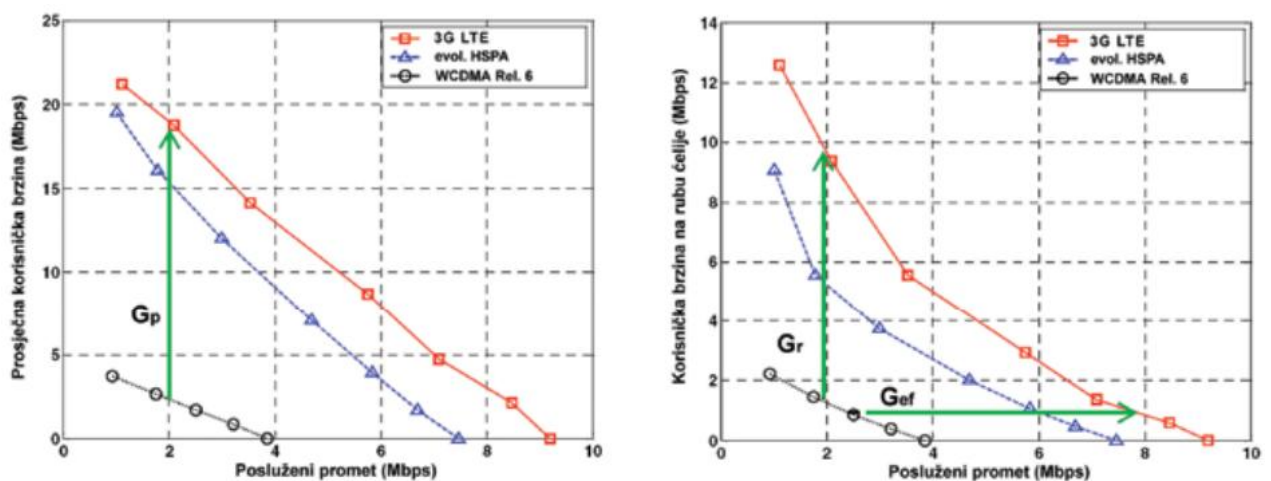 25
20
15
10
5
0
Prosječna korisnička brzina (Mbps)
3G LTE
evol. HSPA
WCDMA Rel. 6
Gp
0
2
4
6
8
10
Posluženi promet (Mbps)
14
12
10
8
6
4
2
0
Korisnička brzina na rubu ćelije (Mbps)
3G LTE
evol. HSPA
WCDMA Rel. 6
Gr
Gef
0
2
4
6
8
10
Posluženi promet (Mbps)